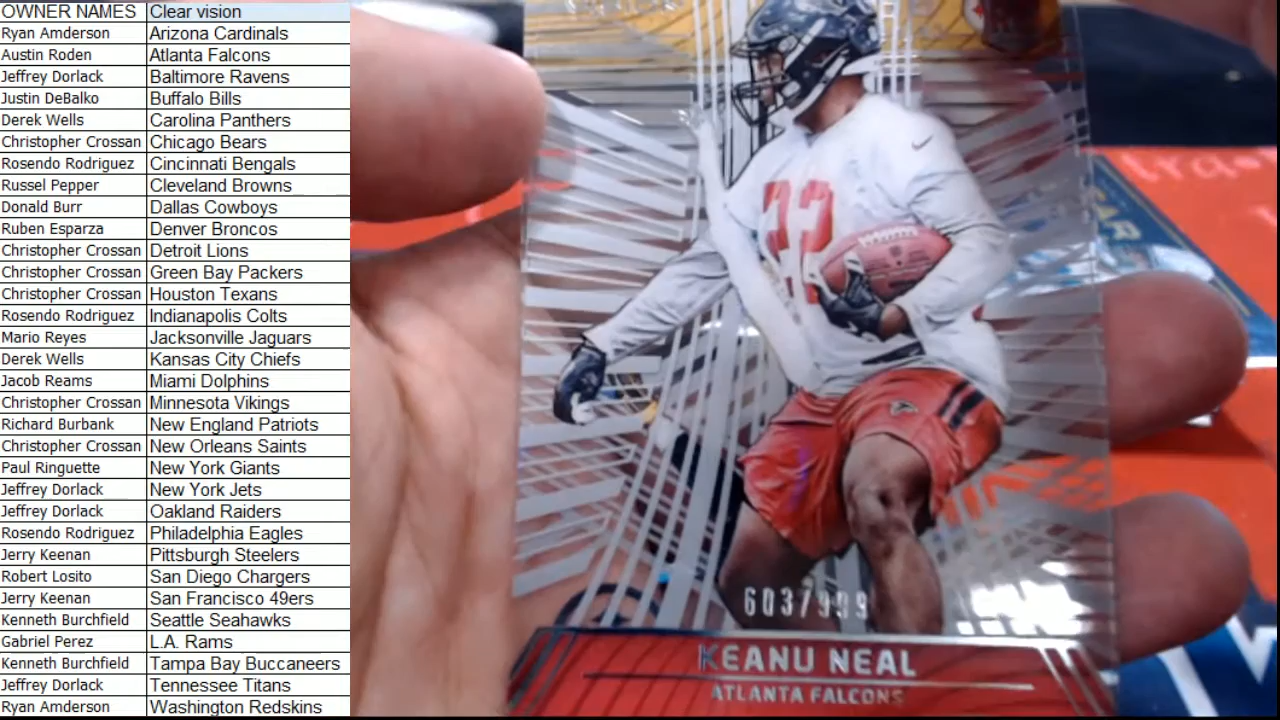 OWNER NAMES Clear vision
Ryan Amderson Arizona Cardinals
Austin Roden Atlanta Falcons
Jeffrey Dorlack Baltimore Ravens
Justin DeBalko Buffalo Bills
Derek Wells Carolina Panthers
Christopher Crossan Chicago Bears
Rosendo Rodriguez Cincinnati Bengals
Russel Pepper Cleveland Browns
Donald Burr Dallas Cowboys
Ruben Esparza Denver Broncos
Christopher Crossan Detroit Lions
Christopher Crossan Green Bay Packers
Christopher Crossan Houston Texans
Rosendo Rodriguez Indianapolis Colts
Mario Reyes Jacksonville Jaguars
Derek Wells Kansas City Chiefs
Jacob Reams Miami Dolphins
Christopher Crossan Minnesota Vikings
Richard Burbank New England Patriots
Christopher Crossan New Orleans Saints
Paul Ringuette New York Giants
Jeffrey Dorlack New York Jets
Jeffrey Dorlack Oakland Raiders
Rosendo Rodriguez Philadelphia Eagles
Jerry Keenan Pittsburgh Steelers
Robert Losito San Diego Chargers
Jerry Keenan San Francisco 49ers
Kenneth Burchfield Seattle Seahawks
Gabriel Perez L.A. Rams
Kenneth Burchfield Tampa Bay Buccaneers
Jeffrey Dorlack Tennessee Titans
Ryan Amderson Washington Redskins
603/999
KEANU NEAL
ATLANTA FALCONS